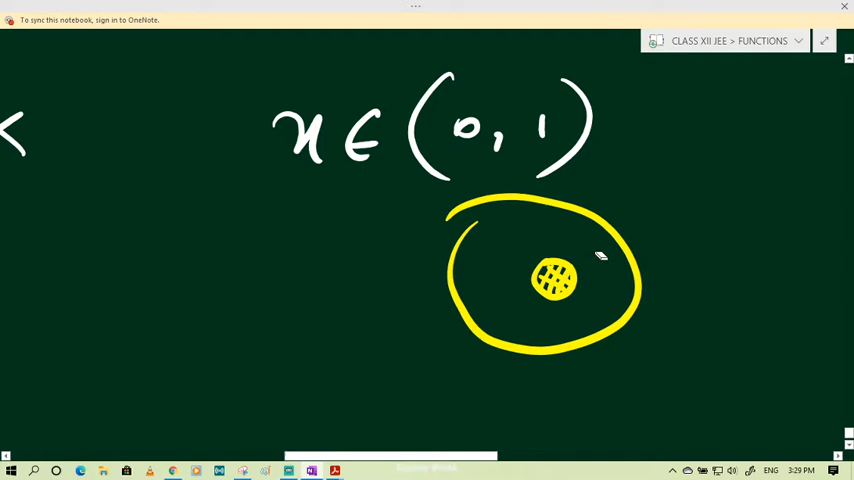 To sync this notebook, sign in to OneNote.
CLASS XII JEE > FUNCTIONS
<
x ∈ (0, 1)
ENG
3:29 PM